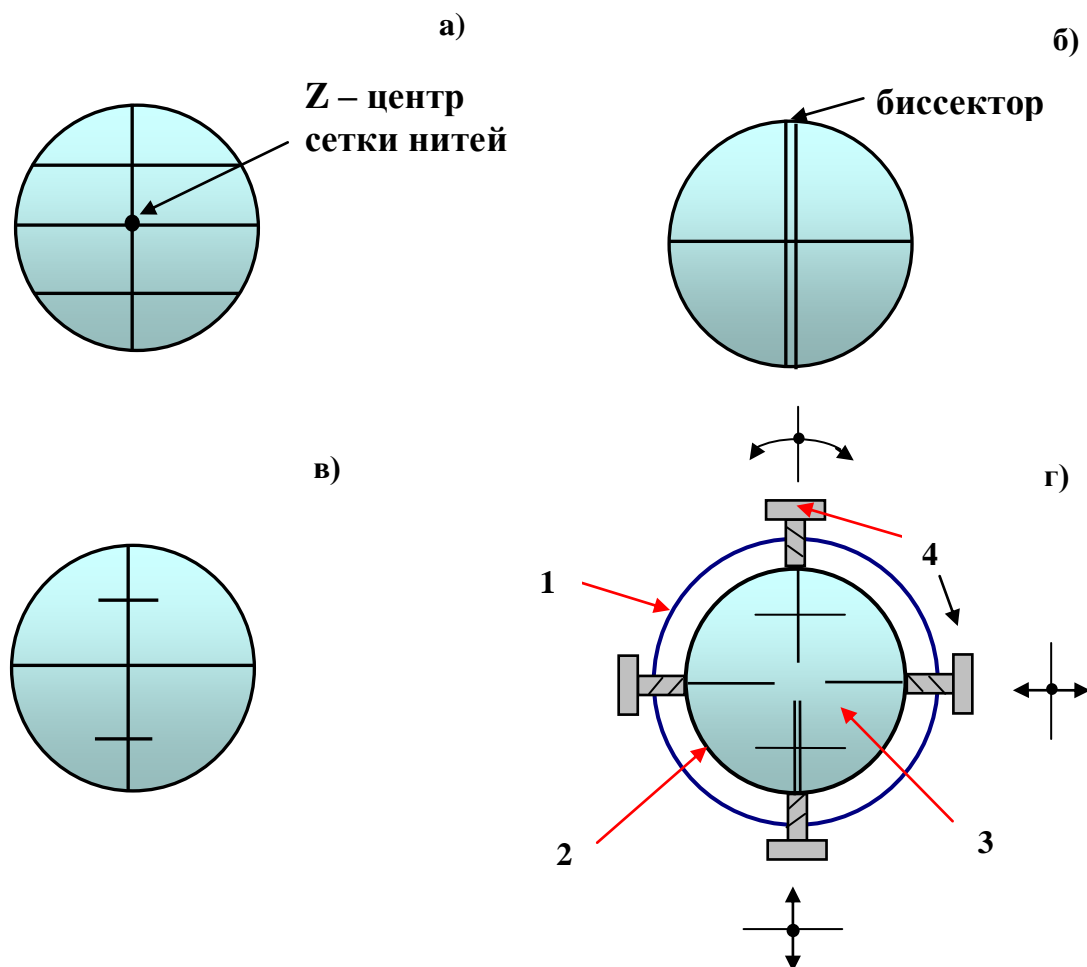 а)
б)
Z – центр
сетки нитей
биссектор
в)
г)
1
4
2
3